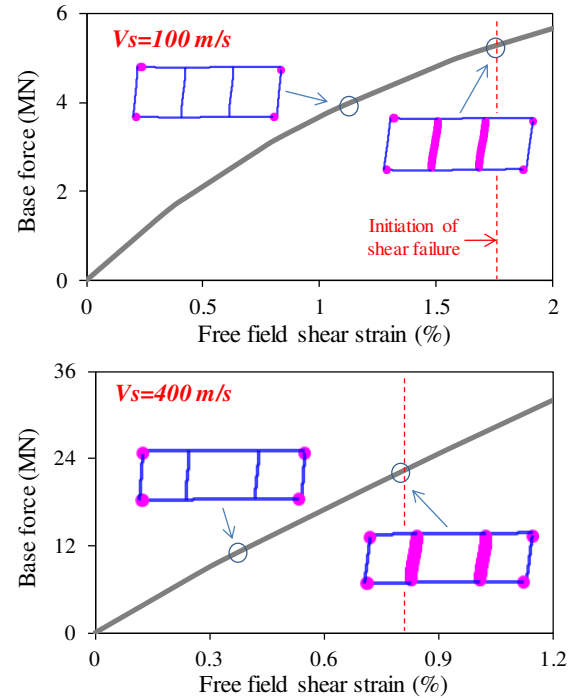 Vs=100 m/s
Base force (MN)
6
4
2
0
Initiation of
shear failure
0
0.5
1
1.5
2
Free field shear strain (%)
Vs=400 m/s
Base force (MN)
36
24
12
0
0
0.3
0.6
0.9
1.2
Free field shear strain (%)